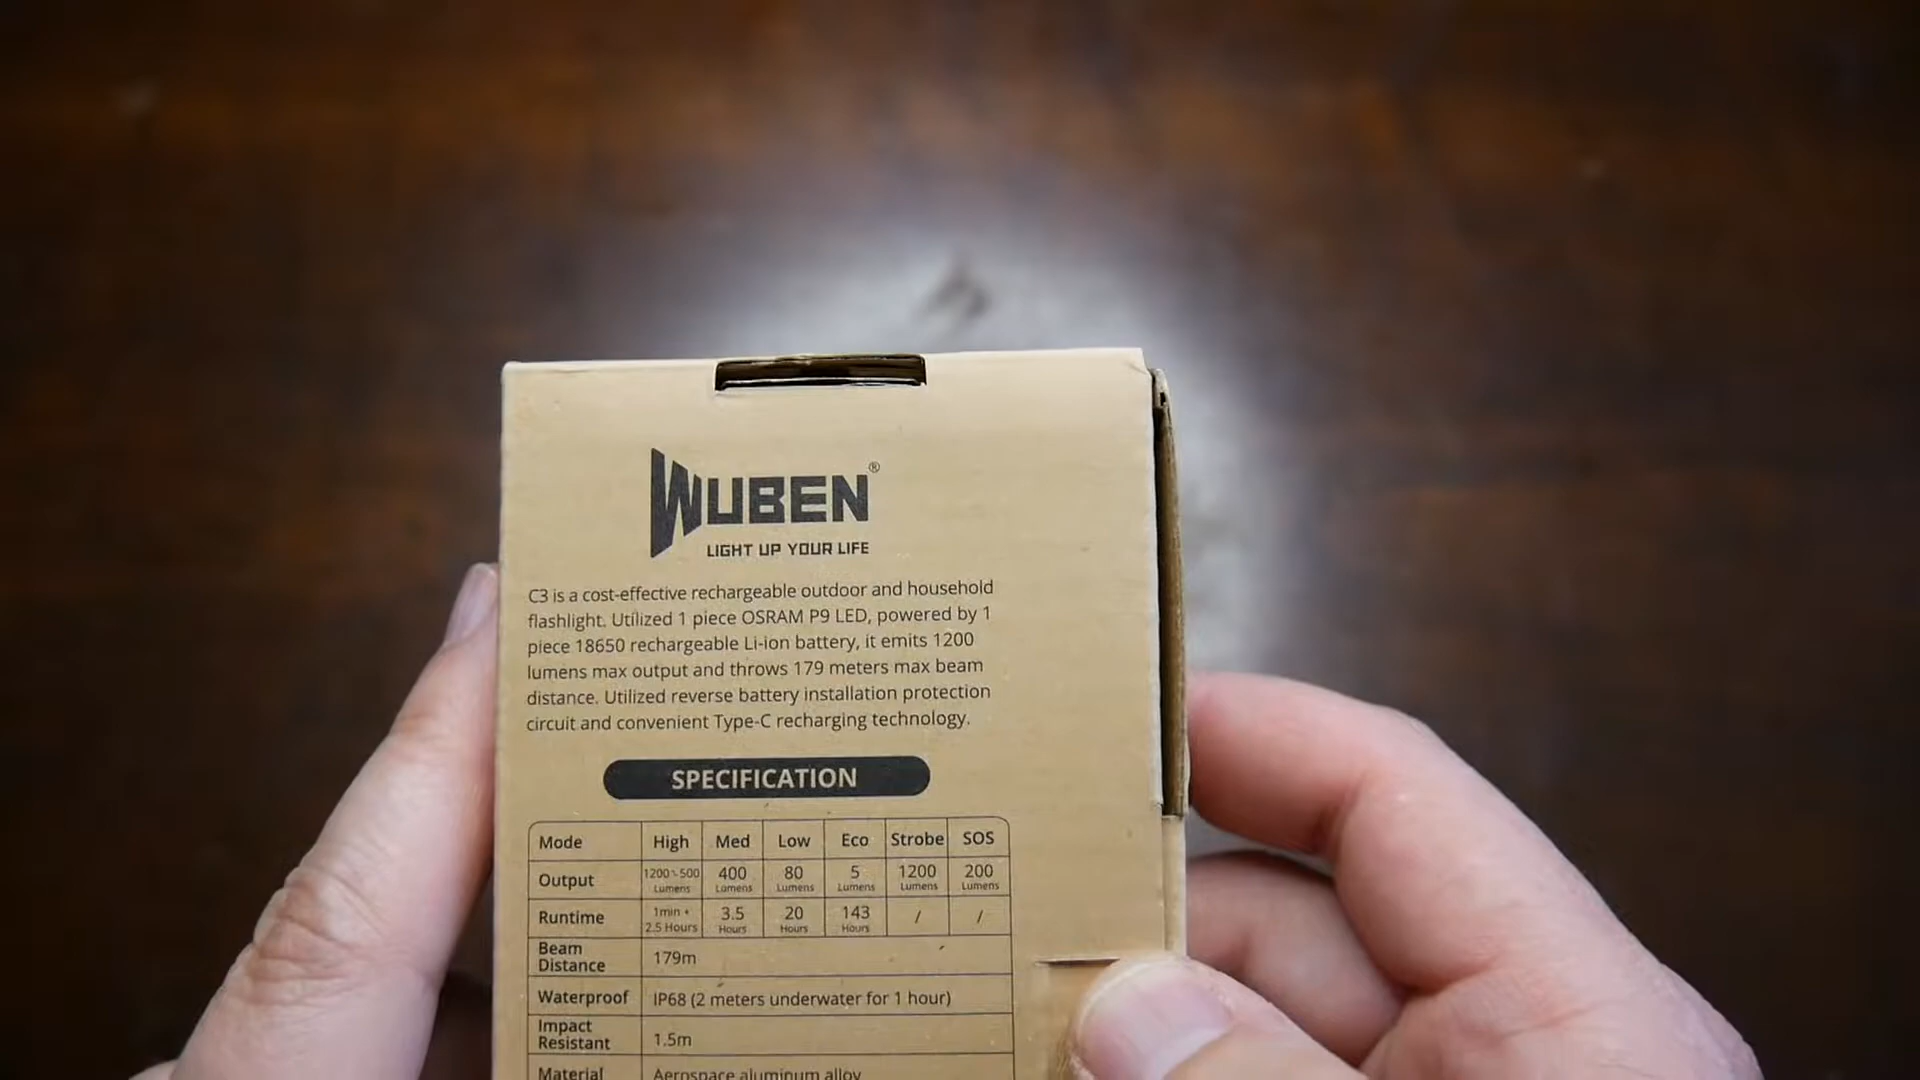 WUBEN®
LIGHT UP YOUR LIFE
C3 is a cost-effective rechargeable outdoor and household
flashlight. Utilized 1 piece OSRAM P9 LED, powered by 1
piece 18650 rechargeable Li-ion battery, it emits 1200
lumens max output and throws 179 meters max beam
distance. Utilized reverse battery installation protection
circuit and convenient Type-C recharging technology.
SPECIFICATION
Mode High Med Low Eco Strobe SOS
Output 1200~500 Lumens 400 Lumens 80 Lumens 5 Lumens 1200 Lumens 200 Lumens
Runtime 1min + 2.5 Hours 3.5 Hours 20 Hours 143 Hours / /
Beam Distance 179m
Waterproof IP68 (2 meters underwater for 1 hour)
Impact Resistant 1.5m
Material Aerospace aluminum alloy